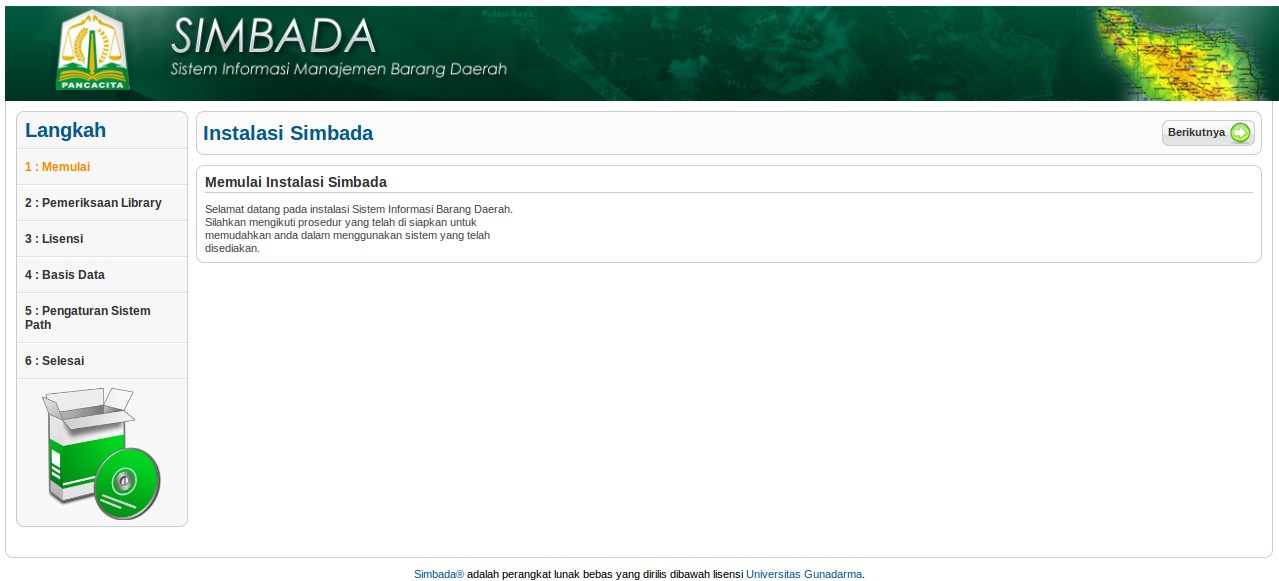 Pulau Raya
SIMBADA
Sistem Informasi Manajemen Barang Daerah
PANCACITA
Langkah
1 : Memulai
2 : Pemeriksaan Library
3 : Lisensi
4 : Basis Data
5 : Pengaturan Sistem
Path
6 : Selesai
Instalasi Simbada
Berikutnya
Memulai Instalasi Simbada
Selamat datang pada instalasi Sistem Informasi Barang Daerah.
Silahkan mengikuti prosedur yang telah di siapkan untuk
memudahkan anda dalam menggunakan sistem yang telah
disediakan.
Simbada® adalah perangkat lunak bebas yang dirilis dibawah lisensi Universitas Gunadarma.